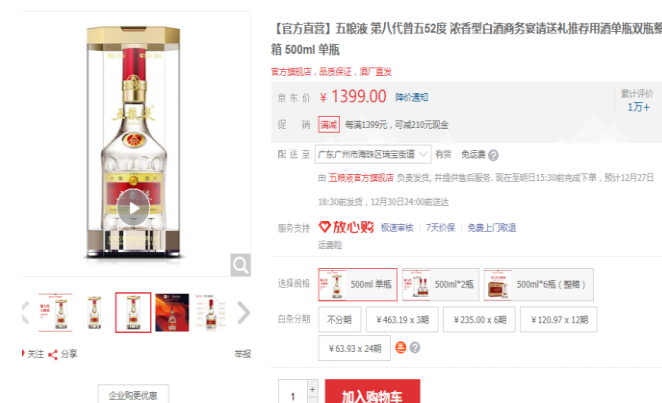 【官方直营】五粮液 第八代普五52度 浓香型白酒商务宴请送礼推荐用酒单瓶双瓶整
箱 500ml 单瓶
官方旗舰店，品质保证，酒厂直发
京东价 ￥1399.00 降价通知
累计评价
1万+
促销 满减 每满1399元，可减210元现金
配送至 广东广州市海珠区瑞宝街道 有货 免运费
由 五粮液官方旗舰店 负责发货, 并提供售后服务. 现在至明日15:30前完成下单，预计12月27日
18:30前发货，12月30日24:00前送达
服务支持 放心购 极速审核 7天价保 免费上门取退
运费险
选择规格 500ml 单瓶 500ml*2瓶 500ml*6瓶（整箱）
白条分期 不分期 ￥463.19 x 3期 ￥235.00 x 6期 ￥120.97 x 12期
￥63.93 x 24期
关注 分享 举报
企业购更优惠
1 + 加入购物车
五粮液